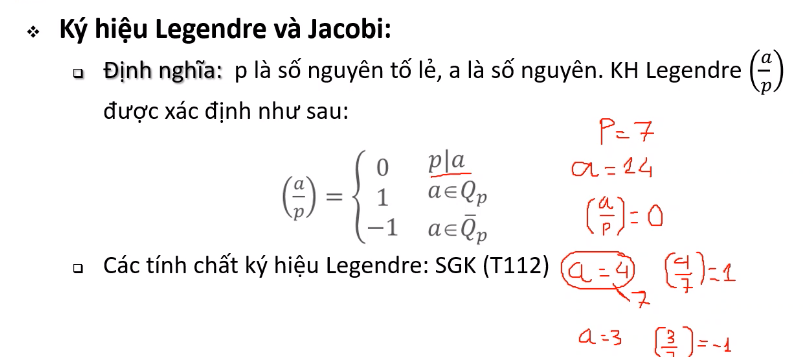 ❖ Ký hiệu Legendre và Jacobi:
❑ Định nghĩa: p là số nguyên tố lẻ, a là số nguyên. KH Legendre (a/p)
được xác định như sau:
P = 7
a = 14
(a/p) = { 0 p|a
1 a∈Q_p
−1 a∈Q̄_p
(a/p) = 0
❑ Các tính chất ký hiệu Legendre: SGK (T112)
a = 4 (4/7) = 1
7
a = 3 (3/7) = -1